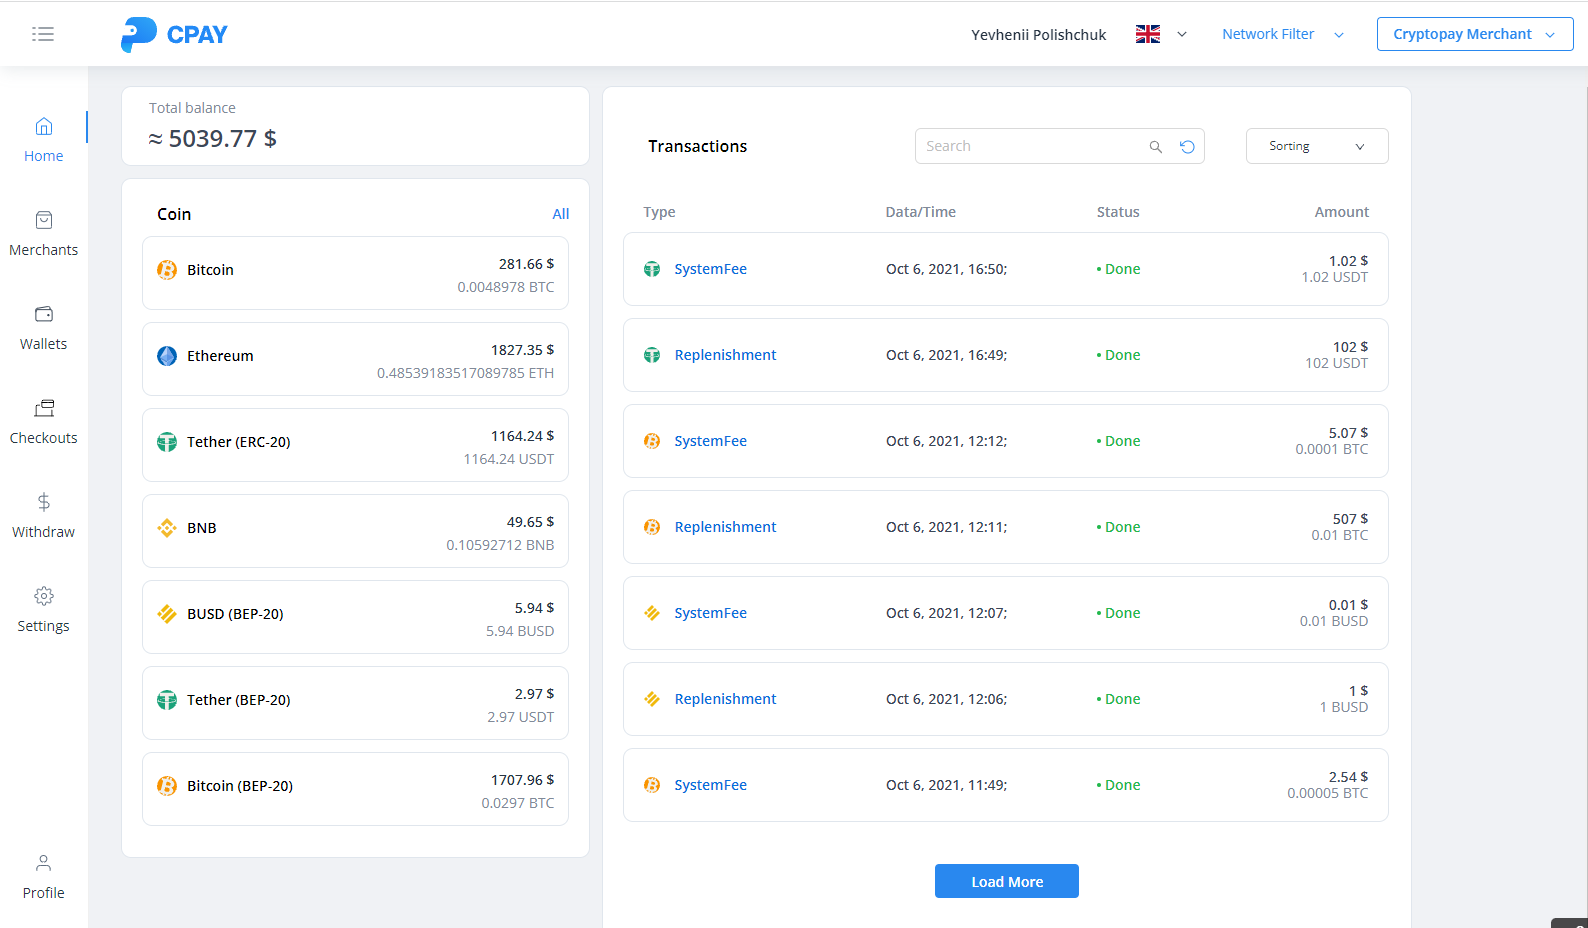 CPAY
Yevhenii Polishchuk
Network Filter
Cryptopay Merchant
Home
Merchants
Wallets
Checkouts
Withdraw
Settings
Profile
Total balance
≈ 5039.77 $
Coin All
Bitcoin 281.66 $
0.0048978 BTC
Ethereum 1827.35 $
0.48539183517089785 ETH
Tether (ERC-20) 1164.24 $
1164.24 USDT
BNB 49.65 $
0.10592712 BNB
BUSD (BEP-20) 5.94 $
5.94 BUSD
Tether (BEP-20) 2.97 $
2.97 USDT
Bitcoin (BEP-20) 1707.96 $
0.0297 BTC
Transactions Search Sorting
Type Data/Time Status Amount
SystemFee Oct 6, 2021, 16:50; • Done 1.02 $
1.02 USDT
Replenishment Oct 6, 2021, 16:49; • Done 102 $
102 USDT
SystemFee Oct 6, 2021, 12:12; • Done 5.07 $
0.0001 BTC
Replenishment Oct 6, 2021, 12:11; • Done 507 $
0.01 BTC
SystemFee Oct 6, 2021, 12:07; • Done 0.01 $
0.01 BUSD
Replenishment Oct 6, 2021, 12:06; • Done 1 $
1 BUSD
SystemFee Oct 6, 2021, 11:49; • Done 2.54 $
0.00005 BTC
Load More